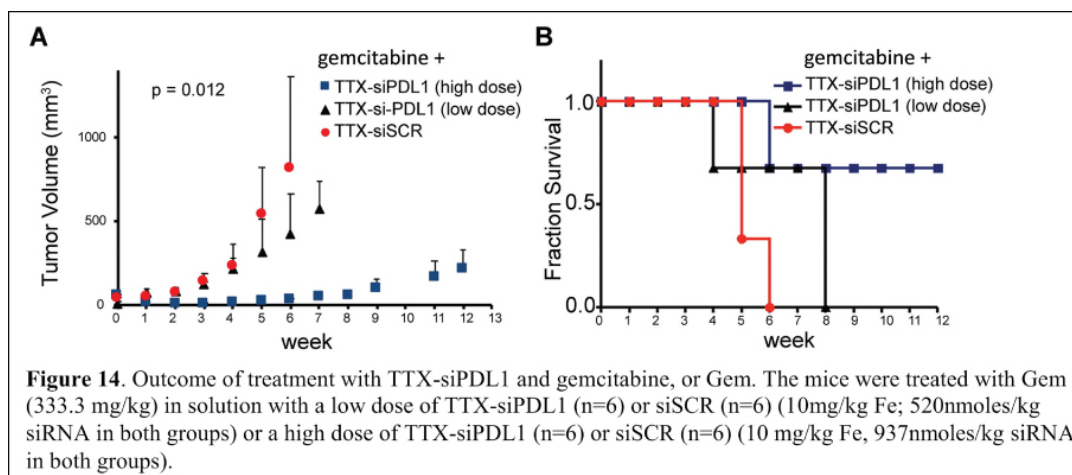 A
gemcitabine +
p = 0.012
TTX-siPDL1 (high dose)
TTX-si-PDL1 (low dose)
TTX-siSCR
Tumor Volume (mm³)
1000
500
0
0 1 2 3 4 5 6 7 8 9 10 11 12 13
week
B
gemcitabine +
TTX-siPDL1 (high dose)
TTX-siPDL1 (low dose)
TTX-siSCR
Fraction Survival
1.0
0.5
0.0
0 1 2 3 4 5 6 7 8 9 10 11 12
week
Figure 14. Outcome of treatment with TTX-siPDL1 and gemcitabine, or Gem. The mice were treated with Gem
(333.3 mg/kg) in solution with a low dose of TTX-siPDL1 (n=6) or siSCR (n=6) (10mg/kg Fe; 520nmoles/kg
siRNA in both groups) or a high dose of TTX-siPDL1 (n=6) or siSCR (n=6) (10 mg/kg Fe, 937nmoles/kg siRNA
in both groups).